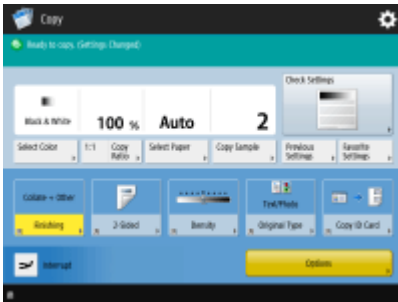 Copy
Ready to copy. (Settings Changed)
Check Settings
Black & White
100 %
Auto
2
Select Color
1:1
Copy Ratio
Select Paper
Copy Sample
Previous Settings
Favorite Settings
Collate + Offset
Text/Photo
Finishing
2-Sided
Density
Original Type
Copy ID Card
Interrupt
Options